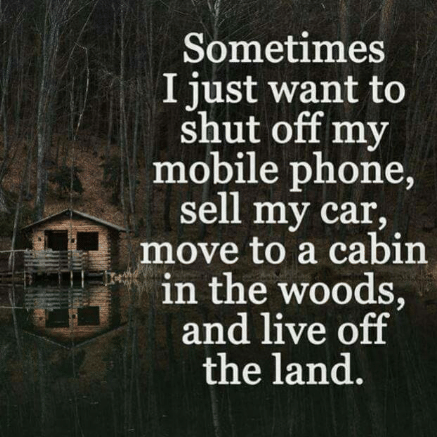 Sometimes
I just want to
shut off my
mobile phone,
sell my car,
move to a cabin
in the woods,
and live off
the land.